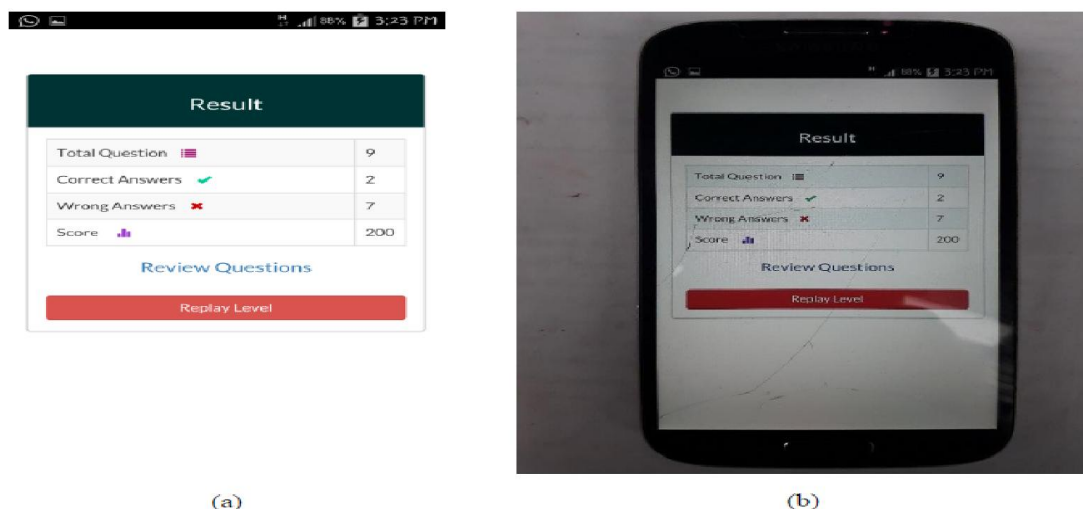 88% 3:23 PM
Result
Total Question 9
Correct Answers 2
Wrong Answers 7
Score 200
Review Questions
Replay Level
(a)
88% 3:23 PM
Result
Total Question 9
Correct Answers 2
Wrong Answers 7
Score 200
Review Questions
Replay Level
(b)